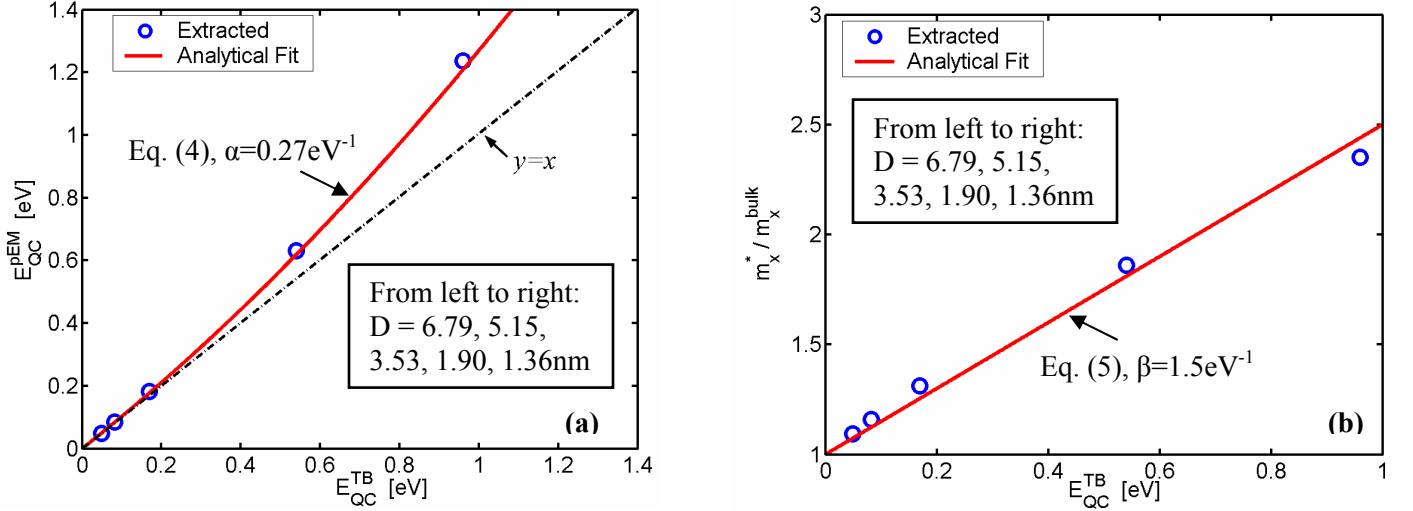 1.4
1.2
1
0.8
0.6
0.4
0.2
0
E_QC^pEM [eV]
Extracted
Analytical Fit
Eq. (4), α=0.27eV⁻¹
y=x
From left to right:
D = 6.79, 5.15,
3.53, 1.90, 1.36nm
(a)
0 0.2 0.4 0.6 0.8 1 1.2 1.4
E_QC^TB [eV]
3
2.5
2
1.5
1
m_x^* / m_x^bulk
Extracted
Analytical Fit
From left to right:
D = 6.79, 5.15,
3.53, 1.90, 1.36nm
Eq. (5), β=1.5eV⁻¹
(b)
0 0.2 0.4 0.6 0.8 1
E_QC^TB [eV]